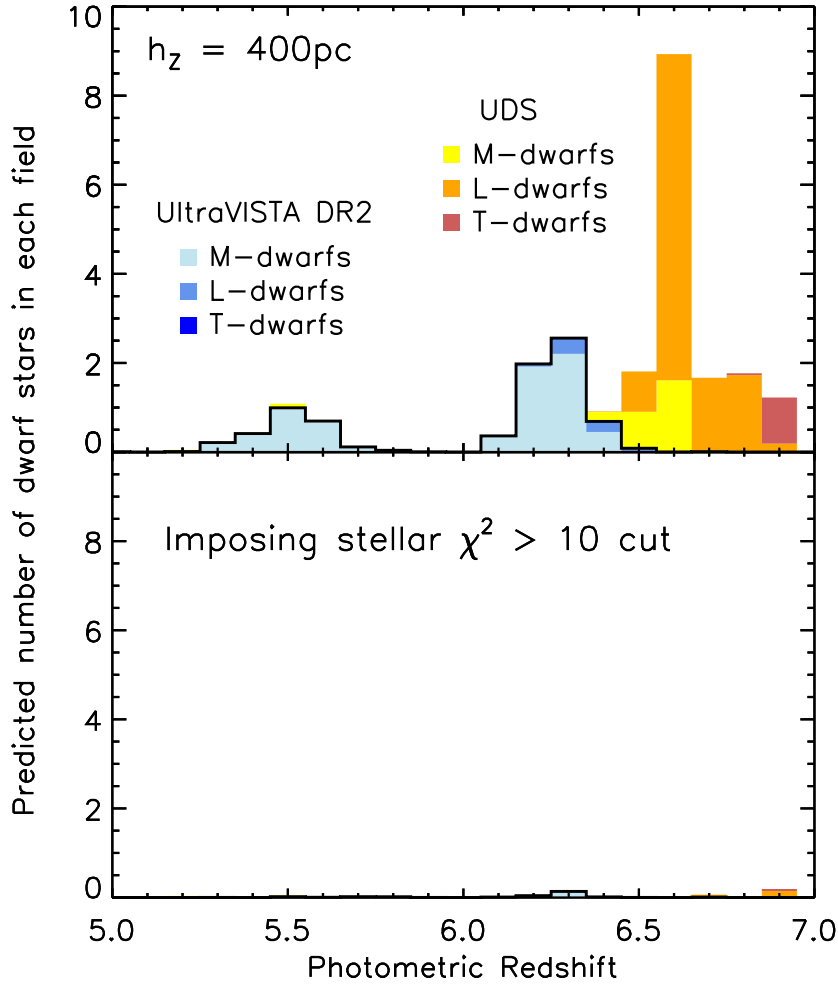 10
h_z = 400pc
8
UDS
M-dwarfs
L-dwarfs
T-dwarfs
6
UltraVISTA DR2
M-dwarfs
L-dwarfs
T-dwarfs
4
2
0
Predicted number of dwarf stars in each field
Imposing stellar χ² > 10 cut
8
6
4
2
0
5.0 5.5 6.0 6.5 7.0
Photometric Redshift